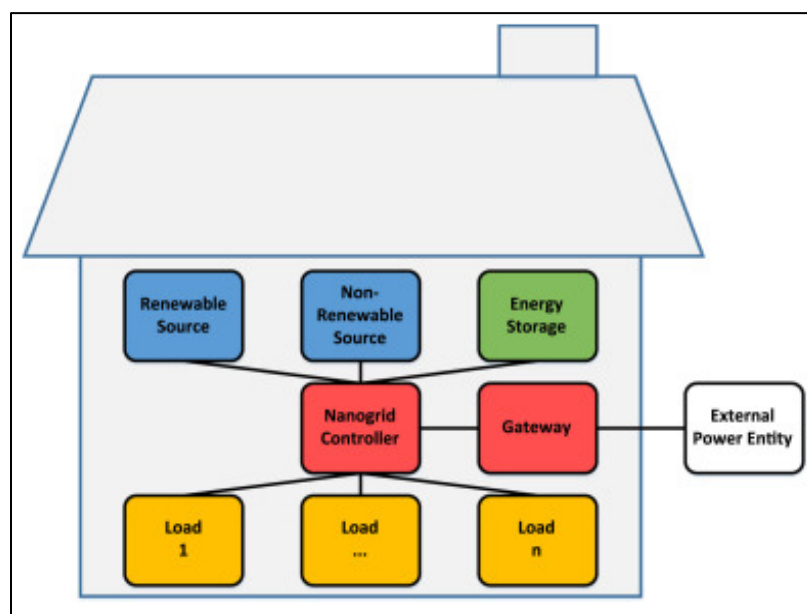 Renewable
Source
Non-
Renewable
Source
Energy
Storage
Nanogrid
Controller
Gateway
External
Power Entity
Load
1
Load
...
Load
n